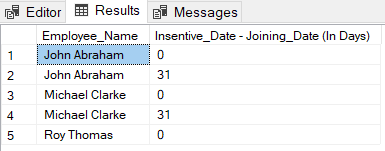 Editor Results Messages
Employee_Name Insentive_Date - Joining_Date (In Days)
1 John Abraham 0
2 John Abraham 31
3 Michael Clarke 0
4 Michael Clarke 31
5 Roy Thomas 0